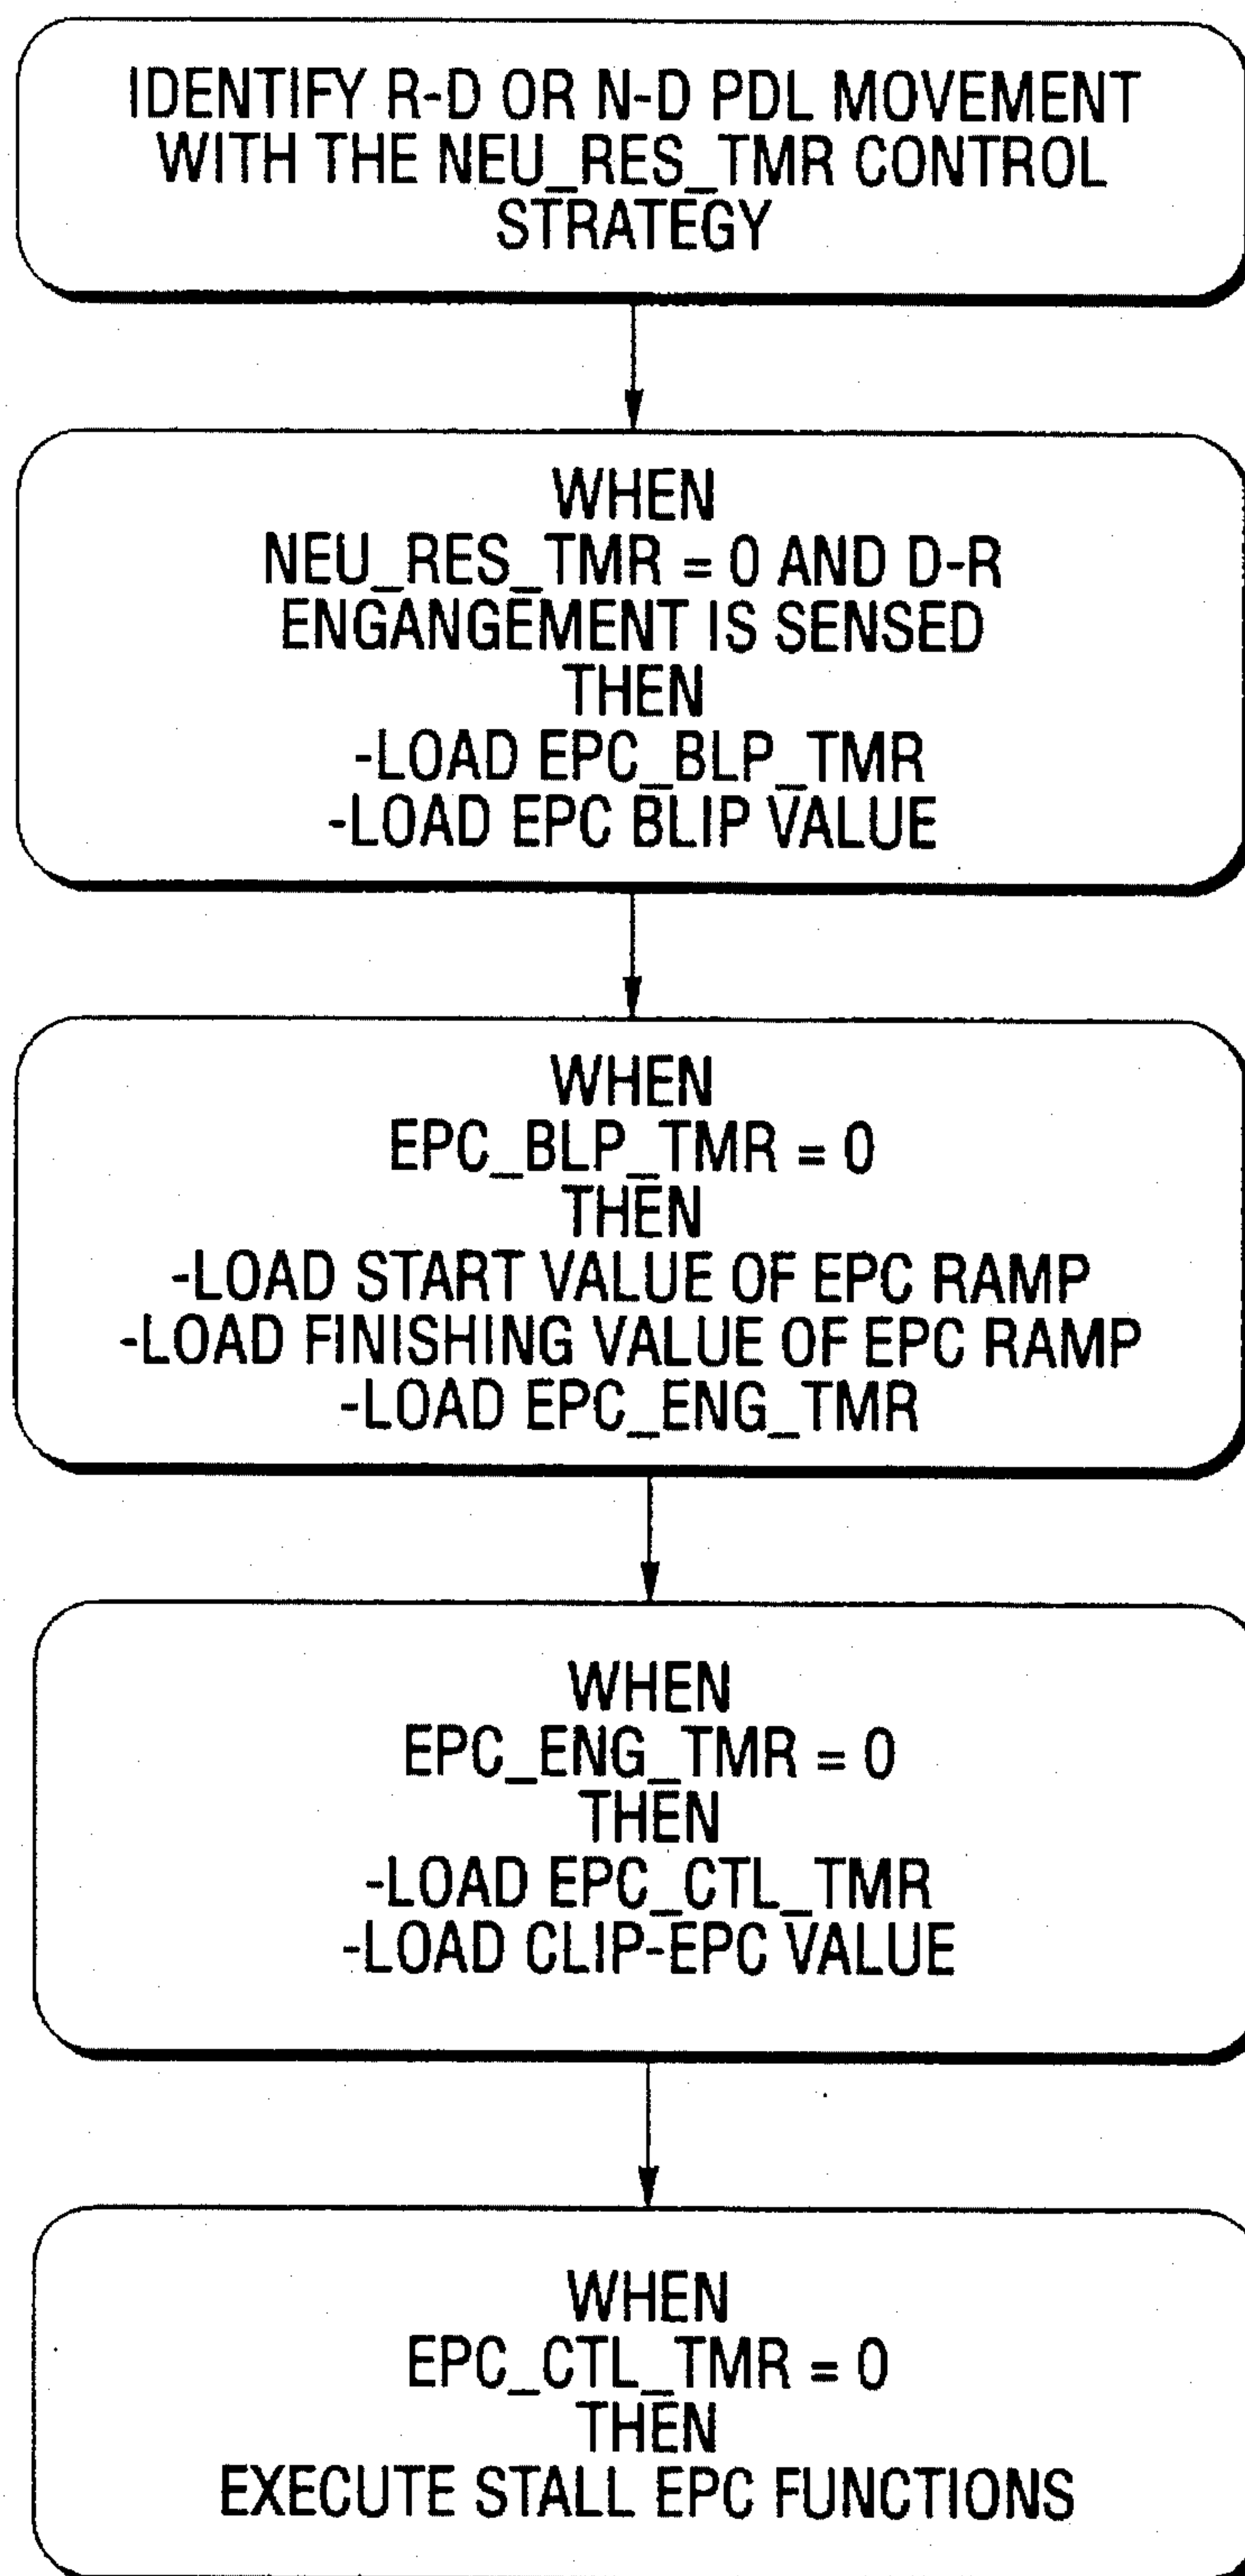 IDENTIFY R-D OR N-D PDL MOVEMENT
WITH THE NEU_RES_TMR CONTROL
STRATEGY
WHEN
NEU_RES_TMR = 0 AND D-R
ENGANGEMENT IS SENSED
THEN
-LOAD EPC_BLP_TMR
-LOAD EPC BLIP VALUE
WHEN
EPC_BLP_TMR = 0
THEN
-LOAD START VALUE OF EPC RAMP
-LOAD FINISHING VALUE OF EPC RAMP
-LOAD EPC_ENG_TMR
WHEN
EPC_ENG_TMR = 0
THEN
-LOAD EPC_CTL_TMR
-LOAD CLIP-EPC VALUE
WHEN
EPC_CTL_TMR = 0
THEN
EXECUTE STALL EPC FUNCTIONS